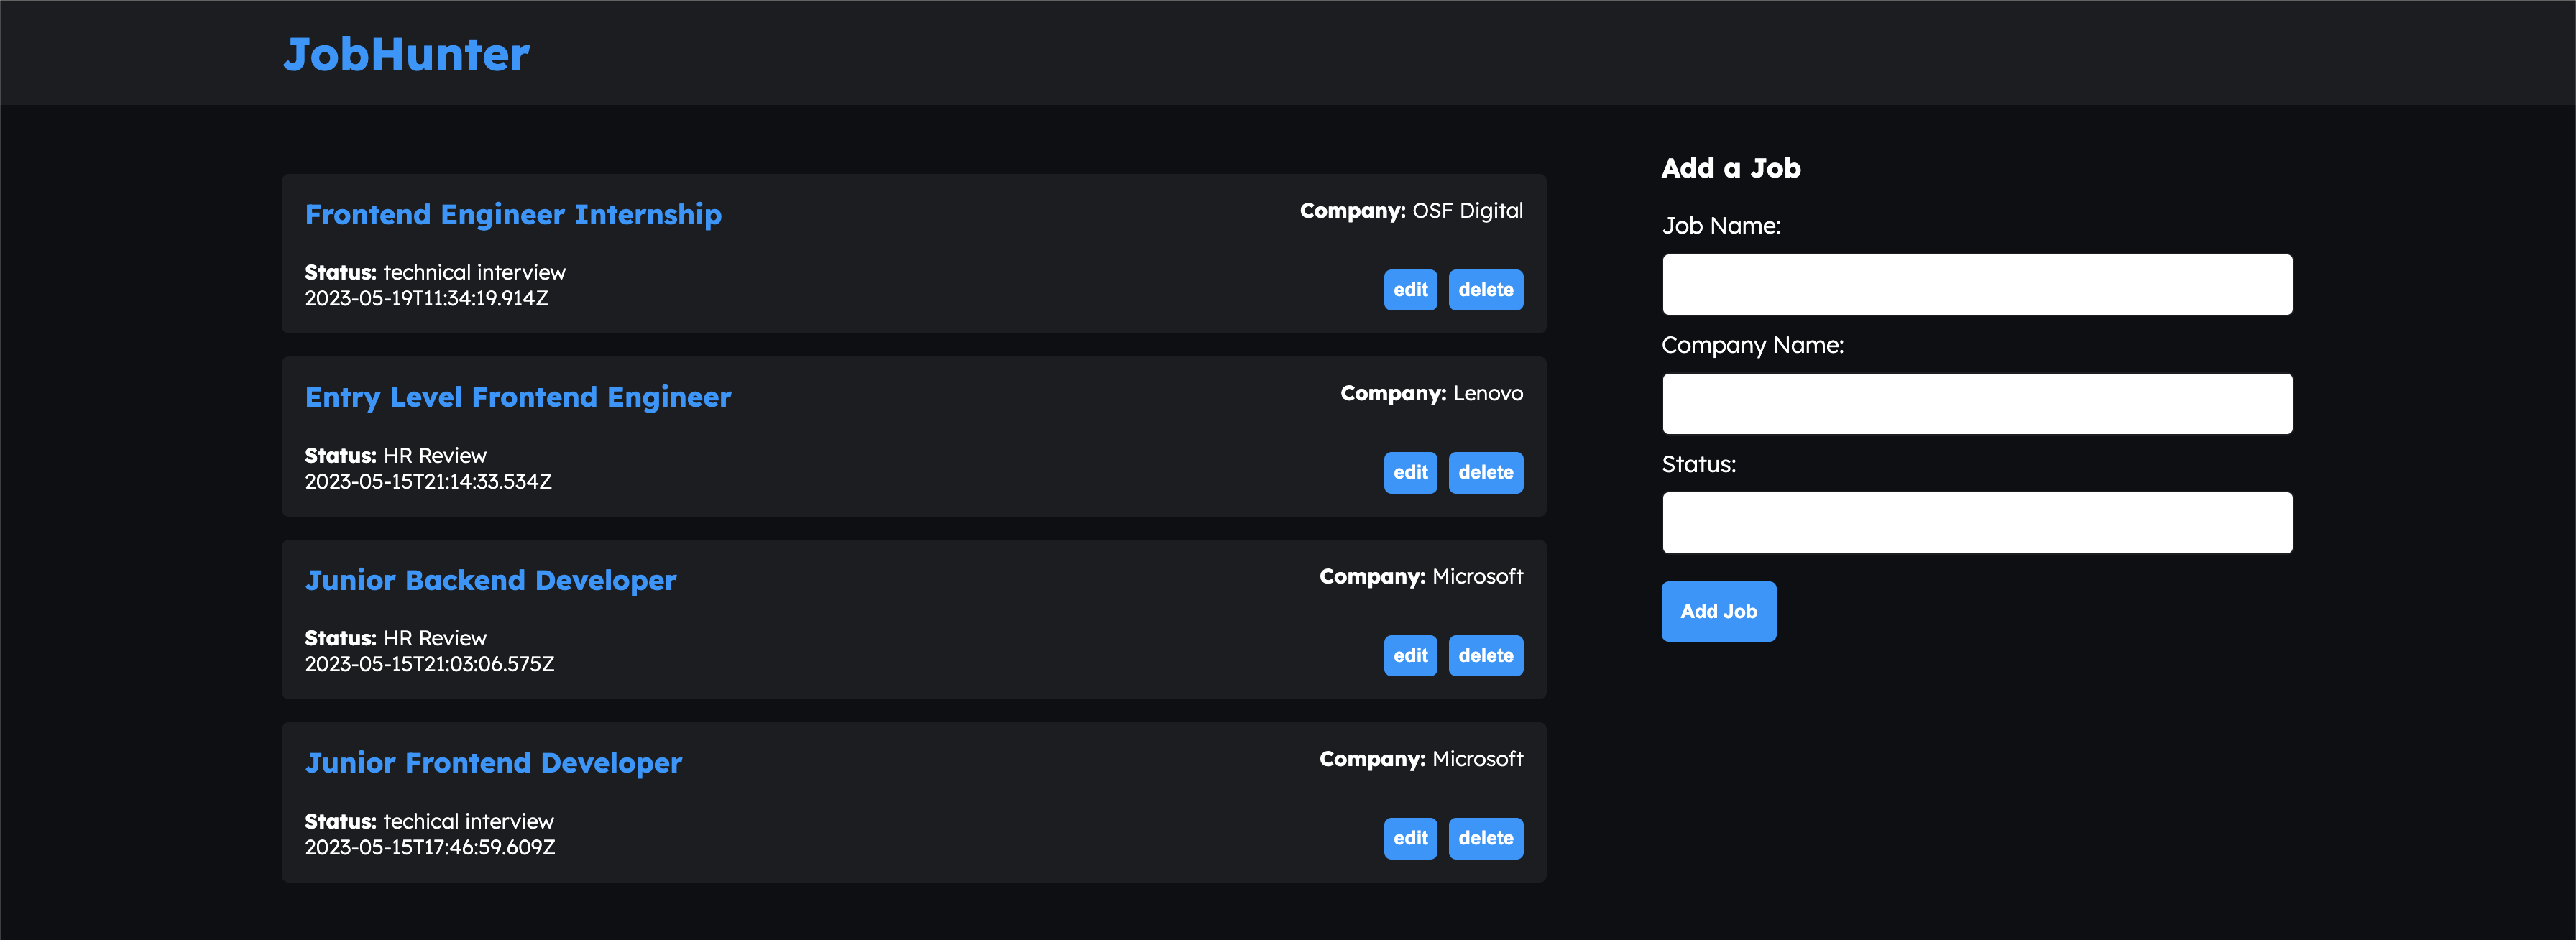 JobHunter
Frontend Engineer Internship
Company: OSF Digital
Status: technical interview
2023-05-19T11:34:19.914Z
edit delete
Entry Level Frontend Engineer
Company: Lenovo
Status: HR Review
2023-05-15T21:14:33.534Z
edit delete
Junior Backend Developer
Company: Microsoft
Status: HR Review
2023-05-15T21:03:06.575Z
edit delete
Junior Frontend Developer
Company: Microsoft
Status: techical interview
2023-05-15T17:46:59.609Z
edit delete
Add a Job
Job Name:
Company Name:
Status:
Add Job